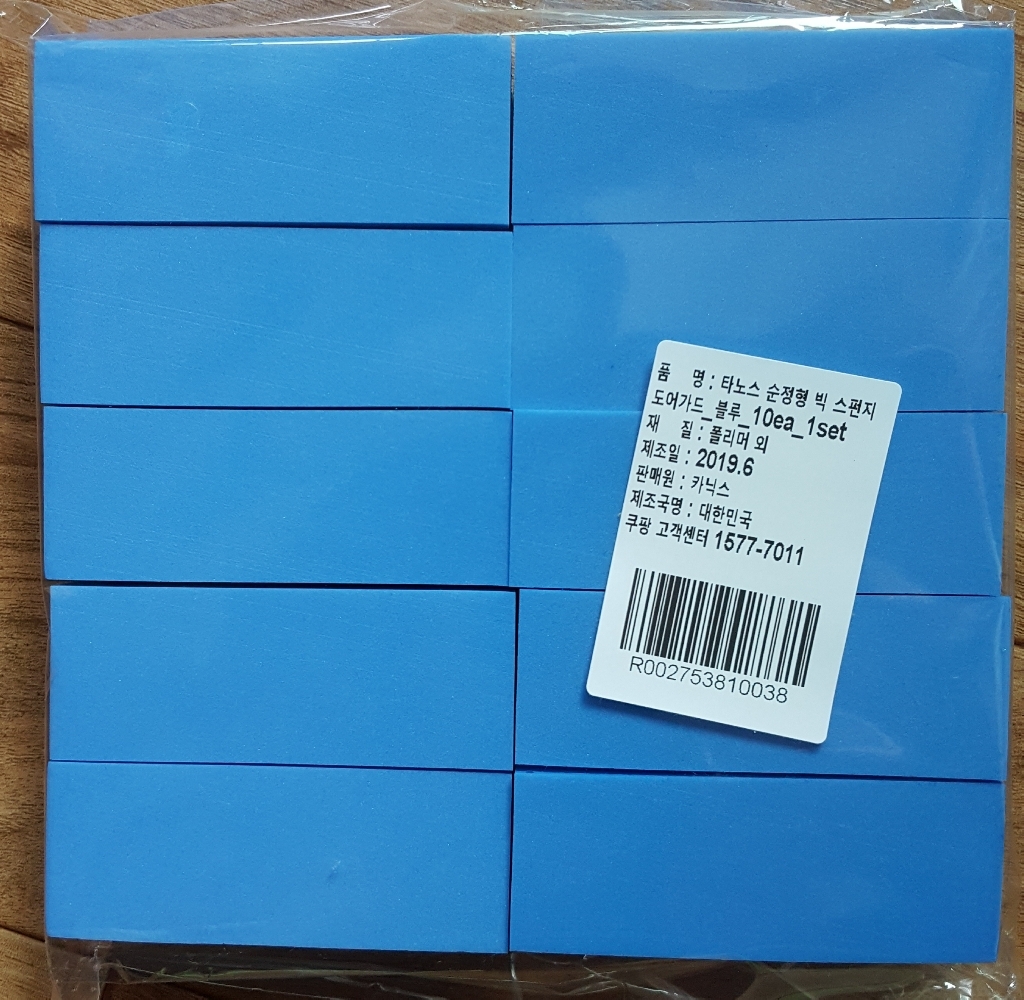 품 명 : 타노스 순정형 빅 스펀지
도어가드_블루_10ea_1set
재 질 : 폴리머 외
제조일 : 2019.6
판매원 : 카닉스
제조국명 : 대한민국
쿠팡 고객센터 1577-7011
R002753810038